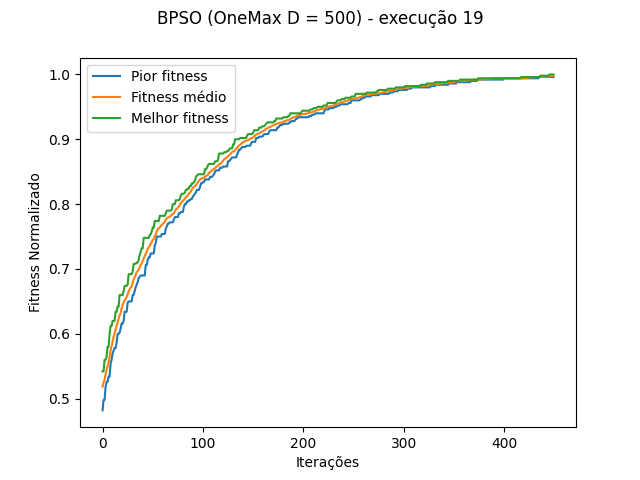 BPSO (OneMax D = 500) - execução 19
Pior fitness
Fitness médio
Melhor fitness
Fitness Normalizado
1.0
0.9
0.8
0.7
0.6
0.5
0
100
200
300
400
Iterações